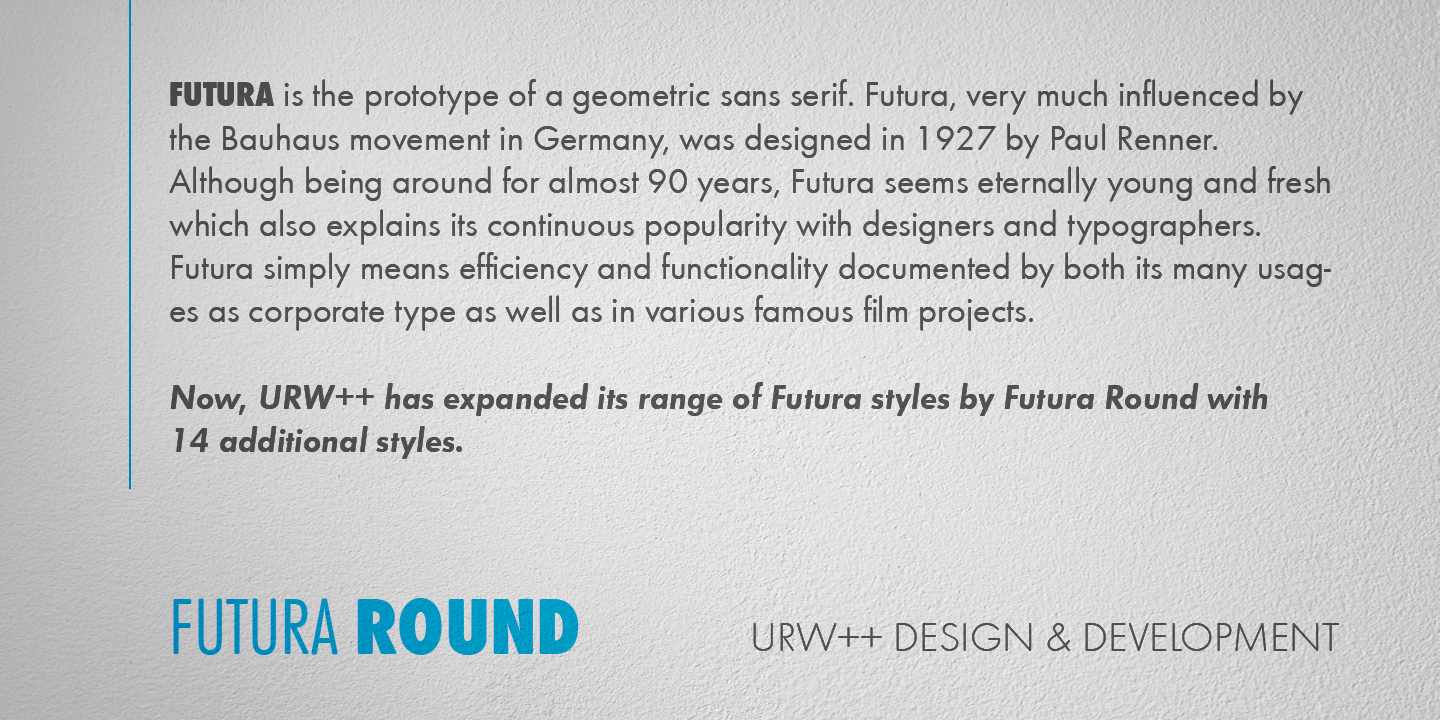 FUTURA is the prototype of a geometric sans serif. Futura, very much influenced by
the Bauhaus movement in Germany, was designed in 1927 by Paul Renner.
Although being around for almost 90 years, Futura seems eternally young and fresh
which also explains its continuous popularity with designers and typographers.
Futura simply means efficiency and functionality documented by both its many usag-
es as corporate type as well as in various famous film projects.
Now, URW++ has expanded its range of Futura styles by Futura Round with
14 additional styles.
FUTURA ROUND
URW++ DESIGN & DEVELOPMENT